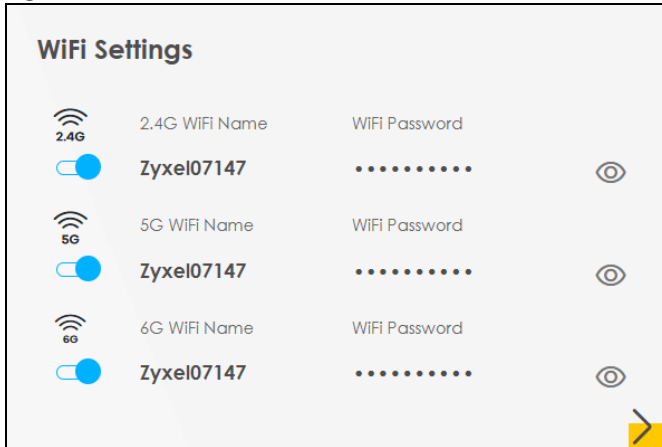 WiFi Settings
2.4G 2.4G WiFi Name WiFi Password
Zyxel07147 ••••••••••
5G 5G WiFi Name WiFi Password
Zyxel07147 ••••••••••
6G 6G WiFi Name WiFi Password
Zyxel07147 ••••••••••